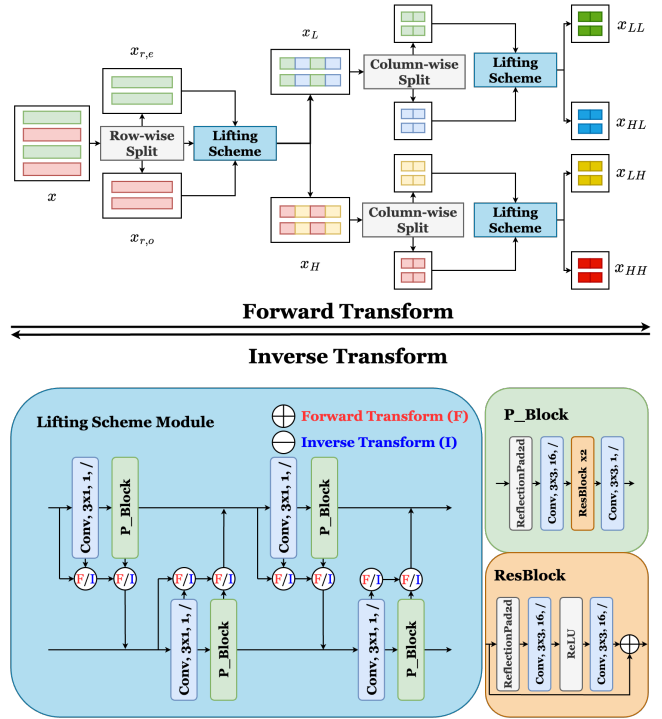 x_{r,e}
x_L
x_{LL}
Column-wise
Split
Lifting
Scheme
Row-wise
Split
Lifting
Scheme
x_{HL}
x
x_{r,o}
x_H
Column-wise
Split
Lifting
Scheme
x_{LH}
x_{HH}
Forward Transform
Inverse Transform
Lifting Scheme Module
Forward Transform (F)
Inverse Transform (I)
Conv, 3x1, 1, /
P_Block
Conv, 3x1, 1, /
P_Block
F/I
F/I
F/I
F/I
F/I
F/I
F/I
F/I
Conv, 3x1, 1, /
P_Block
Conv, 3x1, 1, /
P_Block
P_Block
ReflectionPad2d
Conv, 3x3, 16, /
ResBlock x2
Conv, 3x3, 1, /
ResBlock
ReflectionPad2d
Conv, 3x3, 16, /
ReLU
Conv, 3x3, 16, /